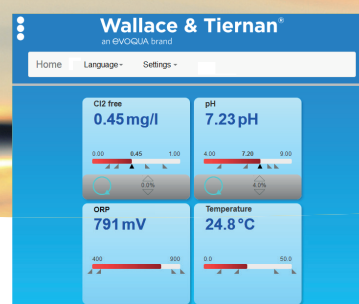 Wallace & Tiernan®
an evoqua brand
Home Language Settings
Cl2 free
0.45 mg/l
0.00 0.45 1.00
0.0%
pH
7.23 pH
4.00 7.20 9.00
4.0%
ORP
791 mV
400 900
Temperature
24.8 °C
0.0 50.0